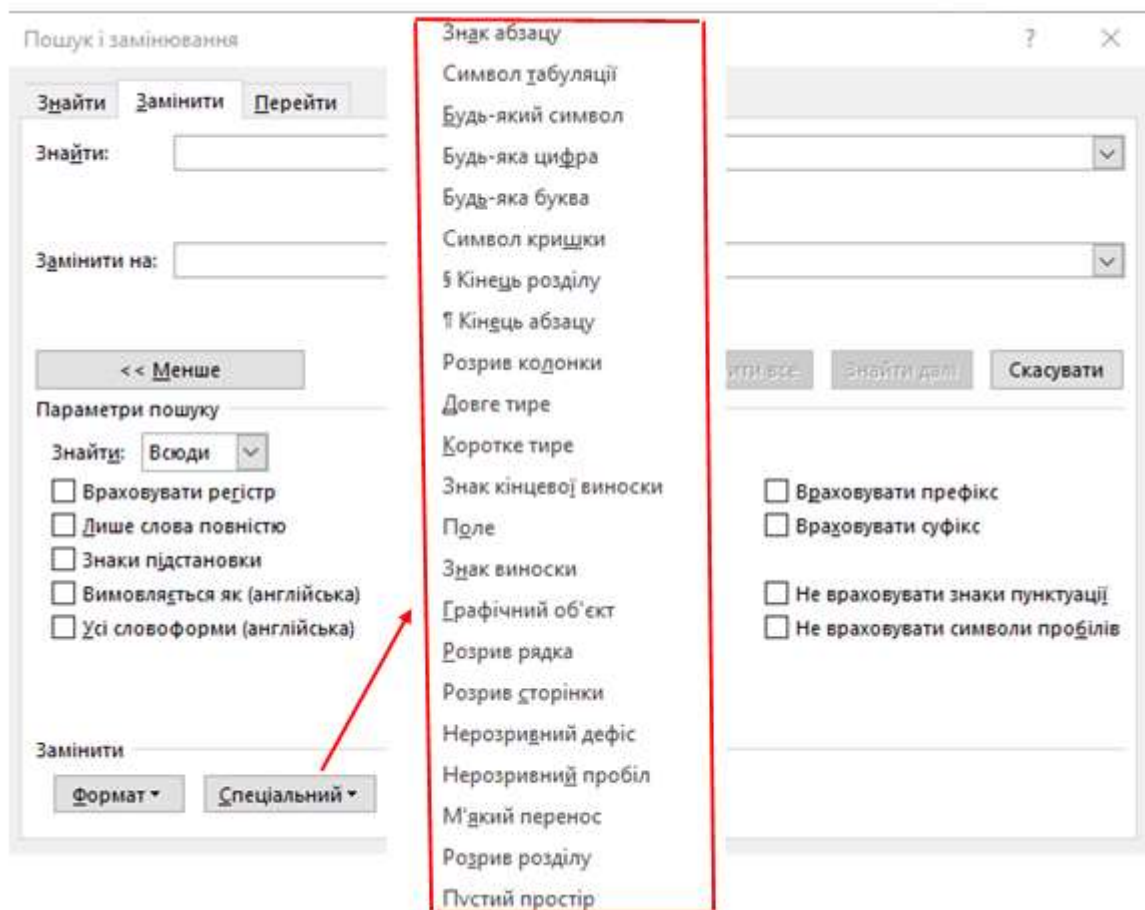 Пошук і замінювання
? ×
Знайти Замінити Перейти
Знайти:
Замінити на:
<< Менше
Знайти далі Скасувати
Параметри пошуку
Знайти: Всюди
Враховувати регістр
Лише слова повністю
Знаки підстановки
Вимовляється як (англійська)
Усі словоформи (англійська)
Враховувати префікс
Враховувати суфікс
Не враховувати знаки пунктуації
Не враховувати символи пробілів
Замінити
Формат Спеціальний
Знак абзацу
Символ табуляції
Будь-який символ
Будь-яка цифра
Будь-яка буква
Символ кришки
§ Кінець розділу
¶ Кінець абзацу
Розрив колонки
Довге тире
Коротке тире
Знак кінцевої виноски
Поле
Знак виноски
Графічний об'єкт
Розрив рядка
Розрив сторінки
Нерозривний дефіс
Нерозривний пробіл
М'який перенос
Розрив розділу
Пустий простір